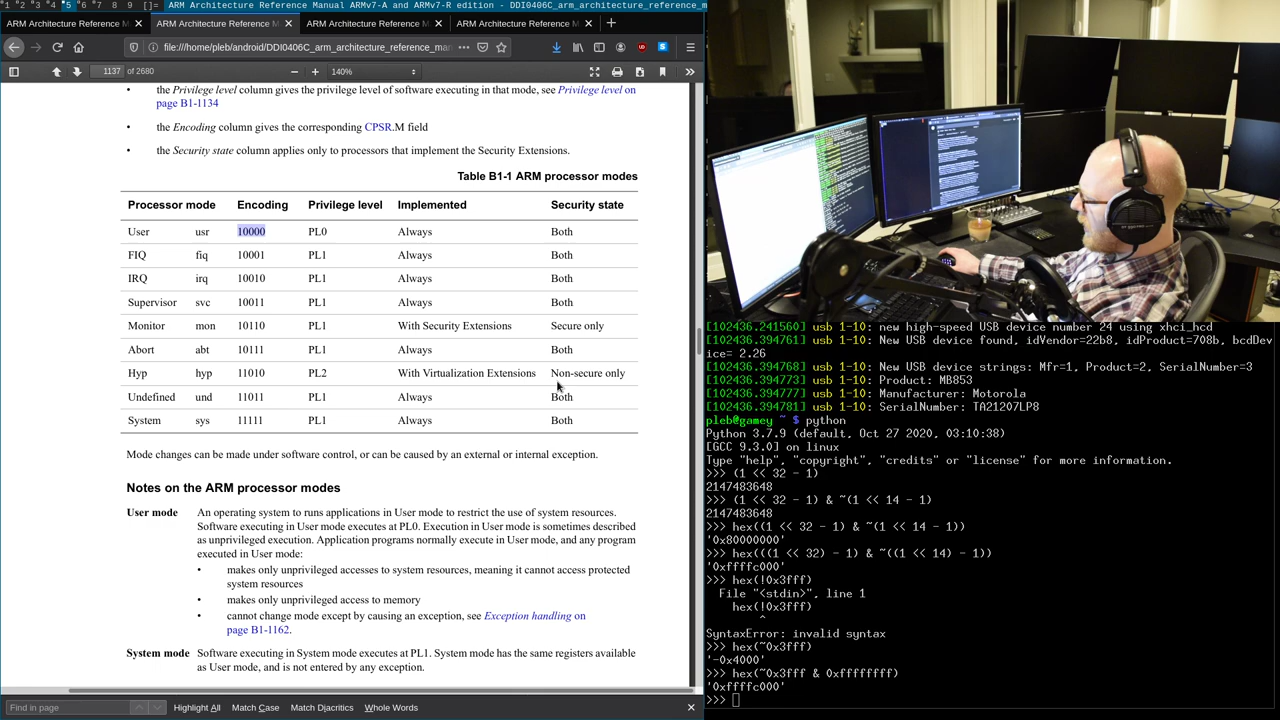 1 2 3 4 5 6 7 8 9 []= ARM Architecture Reference Manual ARMv7-A and ARMv7-R edition - DDI0406C_arm_architecture_reference_m
ARM Architecture Reference M
ARM Architecture Reference M
ARM Architecture Reference M
ARM Architecture Reference M
file:///home/pleb/android/DDI0406C_arm_architecture_reference_ma
1137 of 2680
140%
• the Privilege level column gives the privilege level of software executing in that mode, see Privilege level on
page B1-1134
• the Encoding column gives the corresponding CPSR.M field
• the Security state column applies only to processors that implement the Security Extensions.
Table B1-1 ARM processor modes
Processor mode Encoding Privilege level Implemented Security state
User usr 10000 PL0 Always Both
FIQ fiq 10001 PL1 Always Both
IRQ irq 10010 PL1 Always Both
Supervisor svc 10011 PL1 Always Both
Monitor mon 10110 PL1 With Security Extensions Secure only
Abort abt 10111 PL1 Always Both
Hyp hyp 11010 PL2 With Virtualization Extensions Non-secure only
Undefined und 11011 PL1 Always Both
System sys 11111 PL1 Always Both
Mode changes can be made under software control, or can be caused by an external or internal exception.
Notes on the ARM processor modes
User mode An operating system to runs applications in User mode to restrict the use of system resources.
Software executing in User mode executes at PL0. Execution in User mode is sometimes described
as unprivileged execution. Application programs normally execute in User mode, and any program
executed in User mode:
• makes only unprivileged accesses to system resources, meaning it cannot access protected
system resources
• makes only unprivileged access to memory
• cannot change mode except by causing an exception, see Exception handling on
page B1-1162.
System mode Software executing in System mode executes at PL1. System mode has the same registers available
as User mode, and is not entered by any exception.
Find in page Highlight All Match Case Match Diacritics Whole Words
[102436.241560] usb 1-10: new high-speed USB device number 24 using xhci_hcd
[102436.394761] usb 1-10: New USB device found, idVendor=22b8, idProduct=708b, bcdDev
ice= 2.26
[102436.394768] usb 1-10: New USB device strings: Mfr=1, Product=2, SerialNumber=3
[102436.394773] usb 1-10: Product: MB853
[102436.394777] usb 1-10: Manufacturer: Motorola
[102436.394781] usb 1-10: SerialNumber: TA21207LP8
pleb@gamey ~ $ python
Python 3.7.9 (default, Oct 27 2020, 03:10:38)
[GCC 9.3.0] on linux
Type "help", "copyright", "credits" or "license" for more information.
>>> (1 << 32 - 1)
2147483648
>>> (1 << 32 - 1) & ~(1 << 14 - 1)
2147483648
>>> hex((1 << 32 - 1) & ~(1 << 14 - 1))
'0x80000000'
>>> hex(((1 << 32) - 1) & ~((1 << 14) - 1))
'0xffffc000'
>>> hex(!0x3fff)
File "<stdin>", line 1
hex(!0x3fff)
^
SyntaxError: invalid syntax
>>> hex(~0x3fff)
'-0x4000'
>>> hex(~0x3fff & 0xffffffff)
'0xffffc000'
>>>